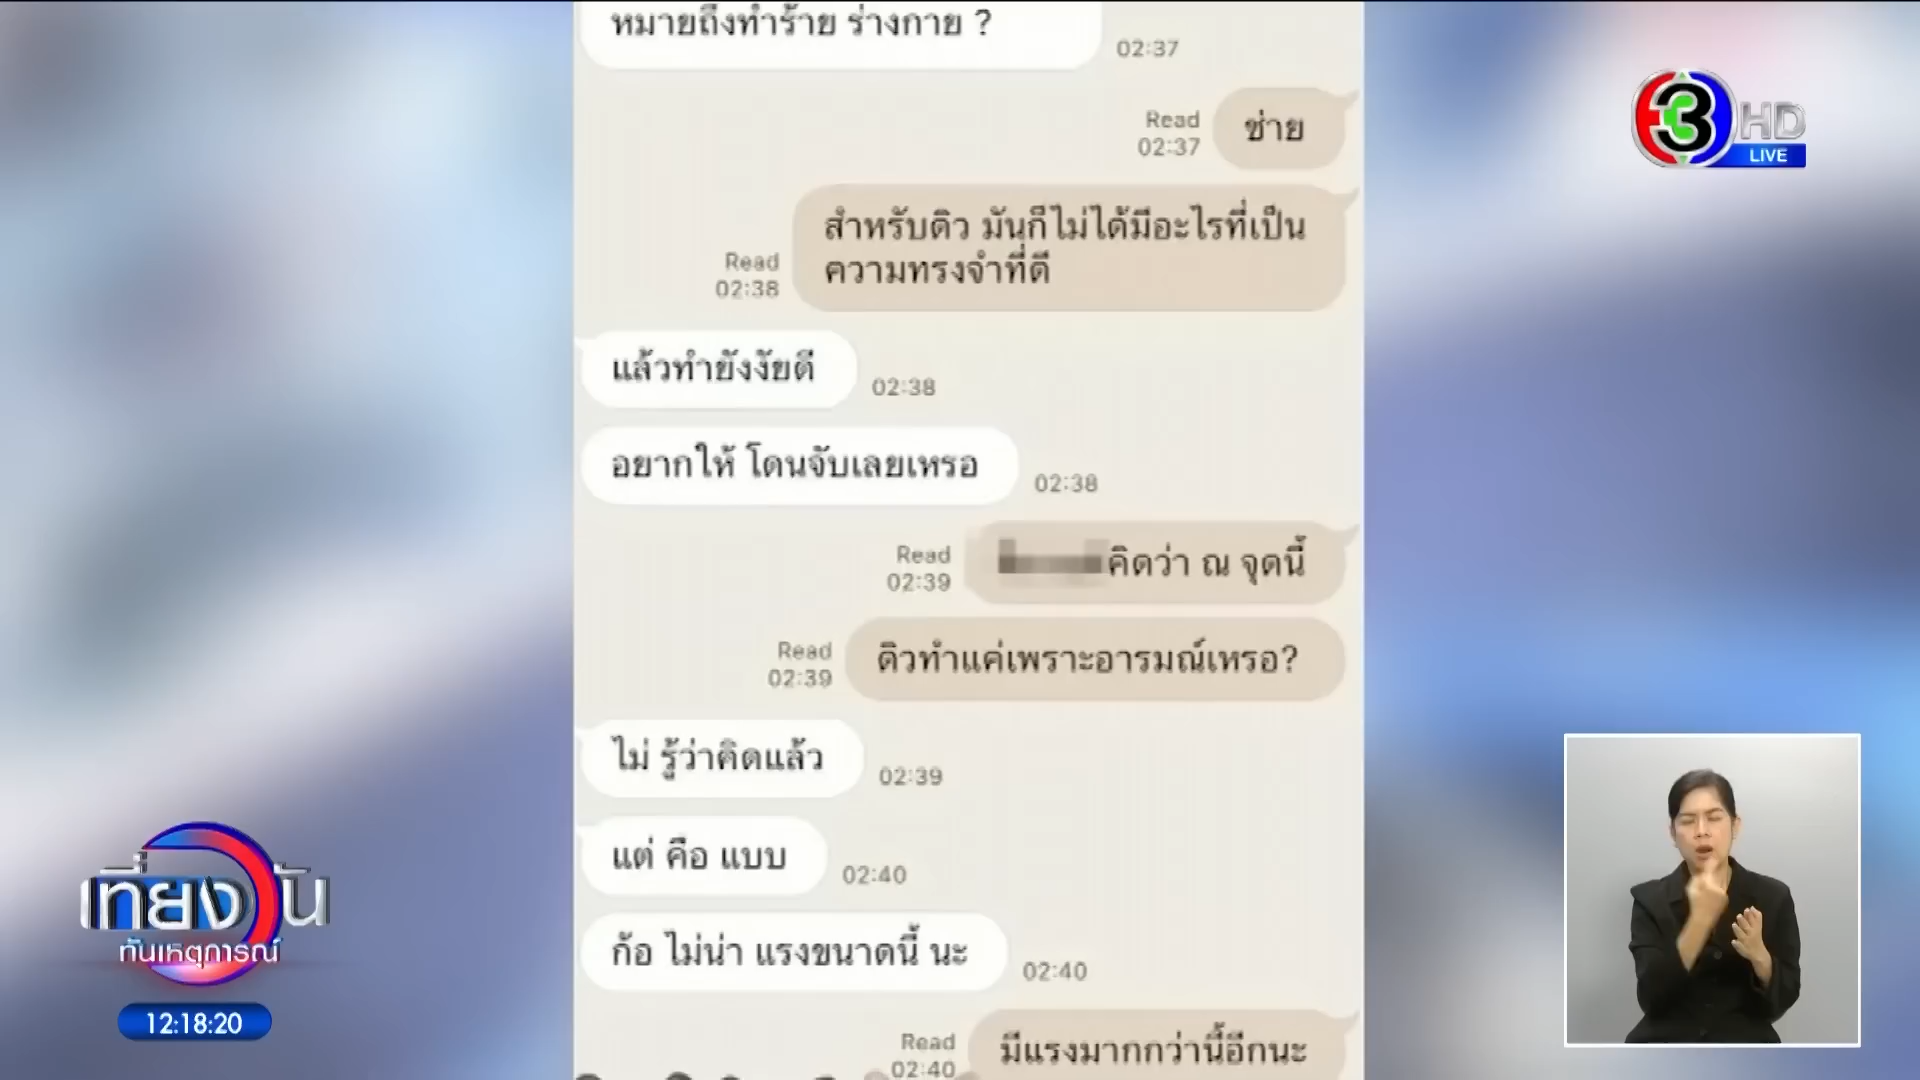 หมายถึงทำร้าย ร่างกาย ?
02:37
Read
02:37
ช่าย
สำหรับดิว มันก็ไม่ได้มีอะไรที่เป็น
ความทรงจำที่ดี
Read
02:38
แล้วทำยังงัยดี
02:38
อยากให้ โดนจับเลยเหรอ
02:38
Read
02:39
คิดว่า ณ จุดนี้
Read
02:39
ดิวทำแค่เพราะอารมณ์เหรอ?
ไม่ รู้ว่าคิดแล้ว
02:39
แต่ คือ แบบ
02:40
ก้อ ไม่น่า แรงขนาดนี้ นะ
02:40
Read
02:40
มีแรงมากกว่านี้อีกนะ
3 HD
LIVE
เที่ยงวัน
ทันเหตุการณ์
12:18:20